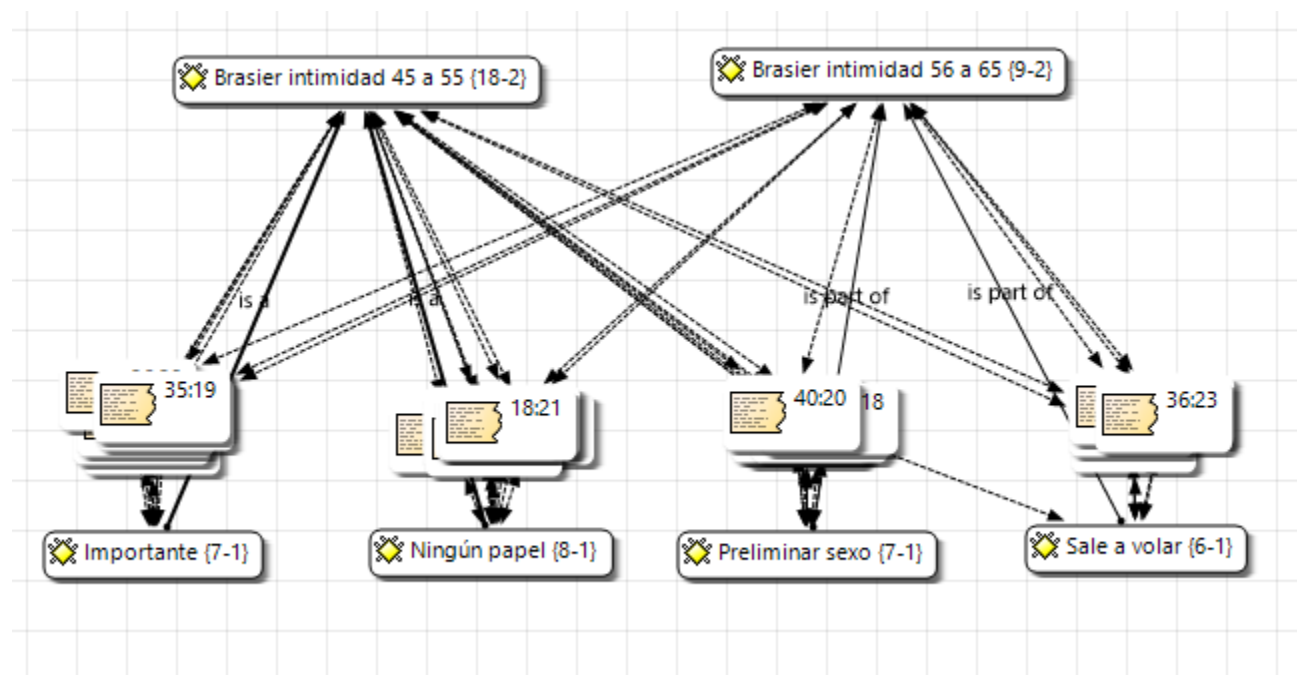 Brasier intimidad 45 a 55 {18-2}
Brasier intimidad 56 a 65 {9-2}
is a
is a
is part of
is part of
35:19
18:21
40:20
18
36:23
Importante {7-1}
Ningún papel {8-1}
Preliminar sexo {7-1}
Sale a volar {6-1}